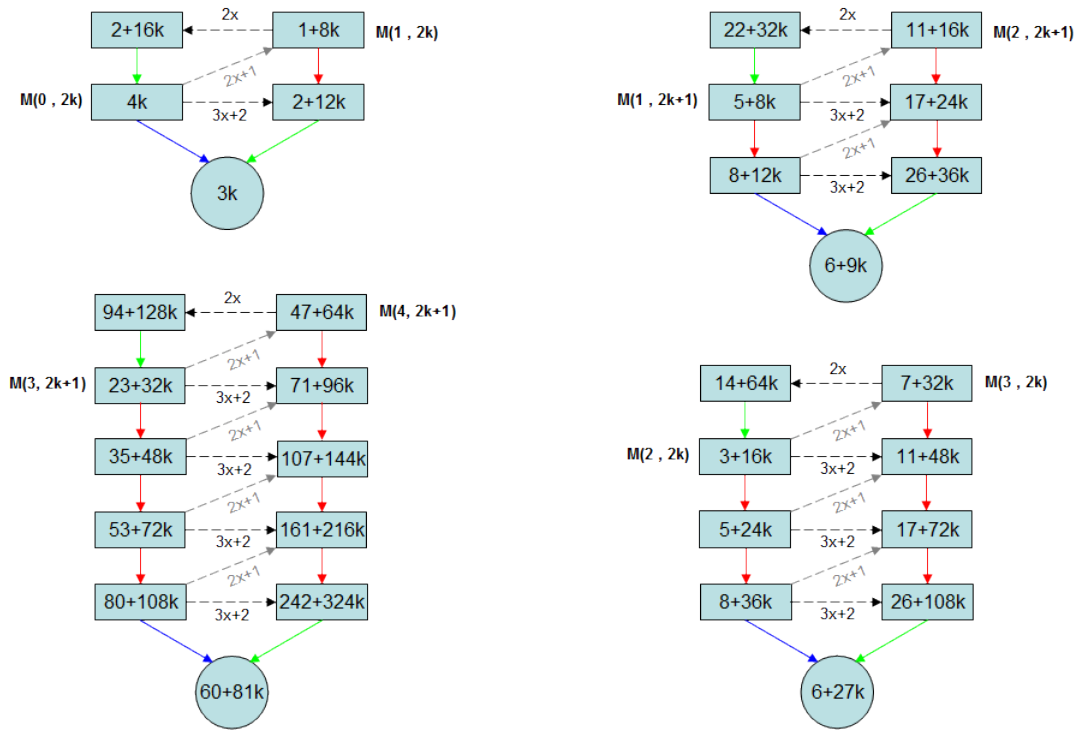 2x
2+16k
1+8k
M(1 , 2k)
2x+1
M(0 , 2k)
4k
2+12k
3x+2
3k
2x
22+32k
11+16k
M(2 , 2k+1)
2x+1
M(1 , 2k+1)
5+8k
17+24k
3x+2
2x+1
8+12k
26+36k
3x+2
6+9k
2x
94+128k
47+64k
M(4, 2k+1)
2x+1
M(3, 2k+1)
23+32k
71+96k
3x+2
2x+1
35+48k
107+144k
3x+2
2x+1
53+72k
161+216k
3x+2
2x+1
80+108k
242+324k
3x+2
60+81k
2x
14+64k
7+32k
M(3 , 2k)
2x+1
M(2 , 2k)
3+16k
11+48k
3x+2
2x+1
5+24k
17+72k
3x+2
2x+1
8+36k
26+108k
3x+2
6+27k